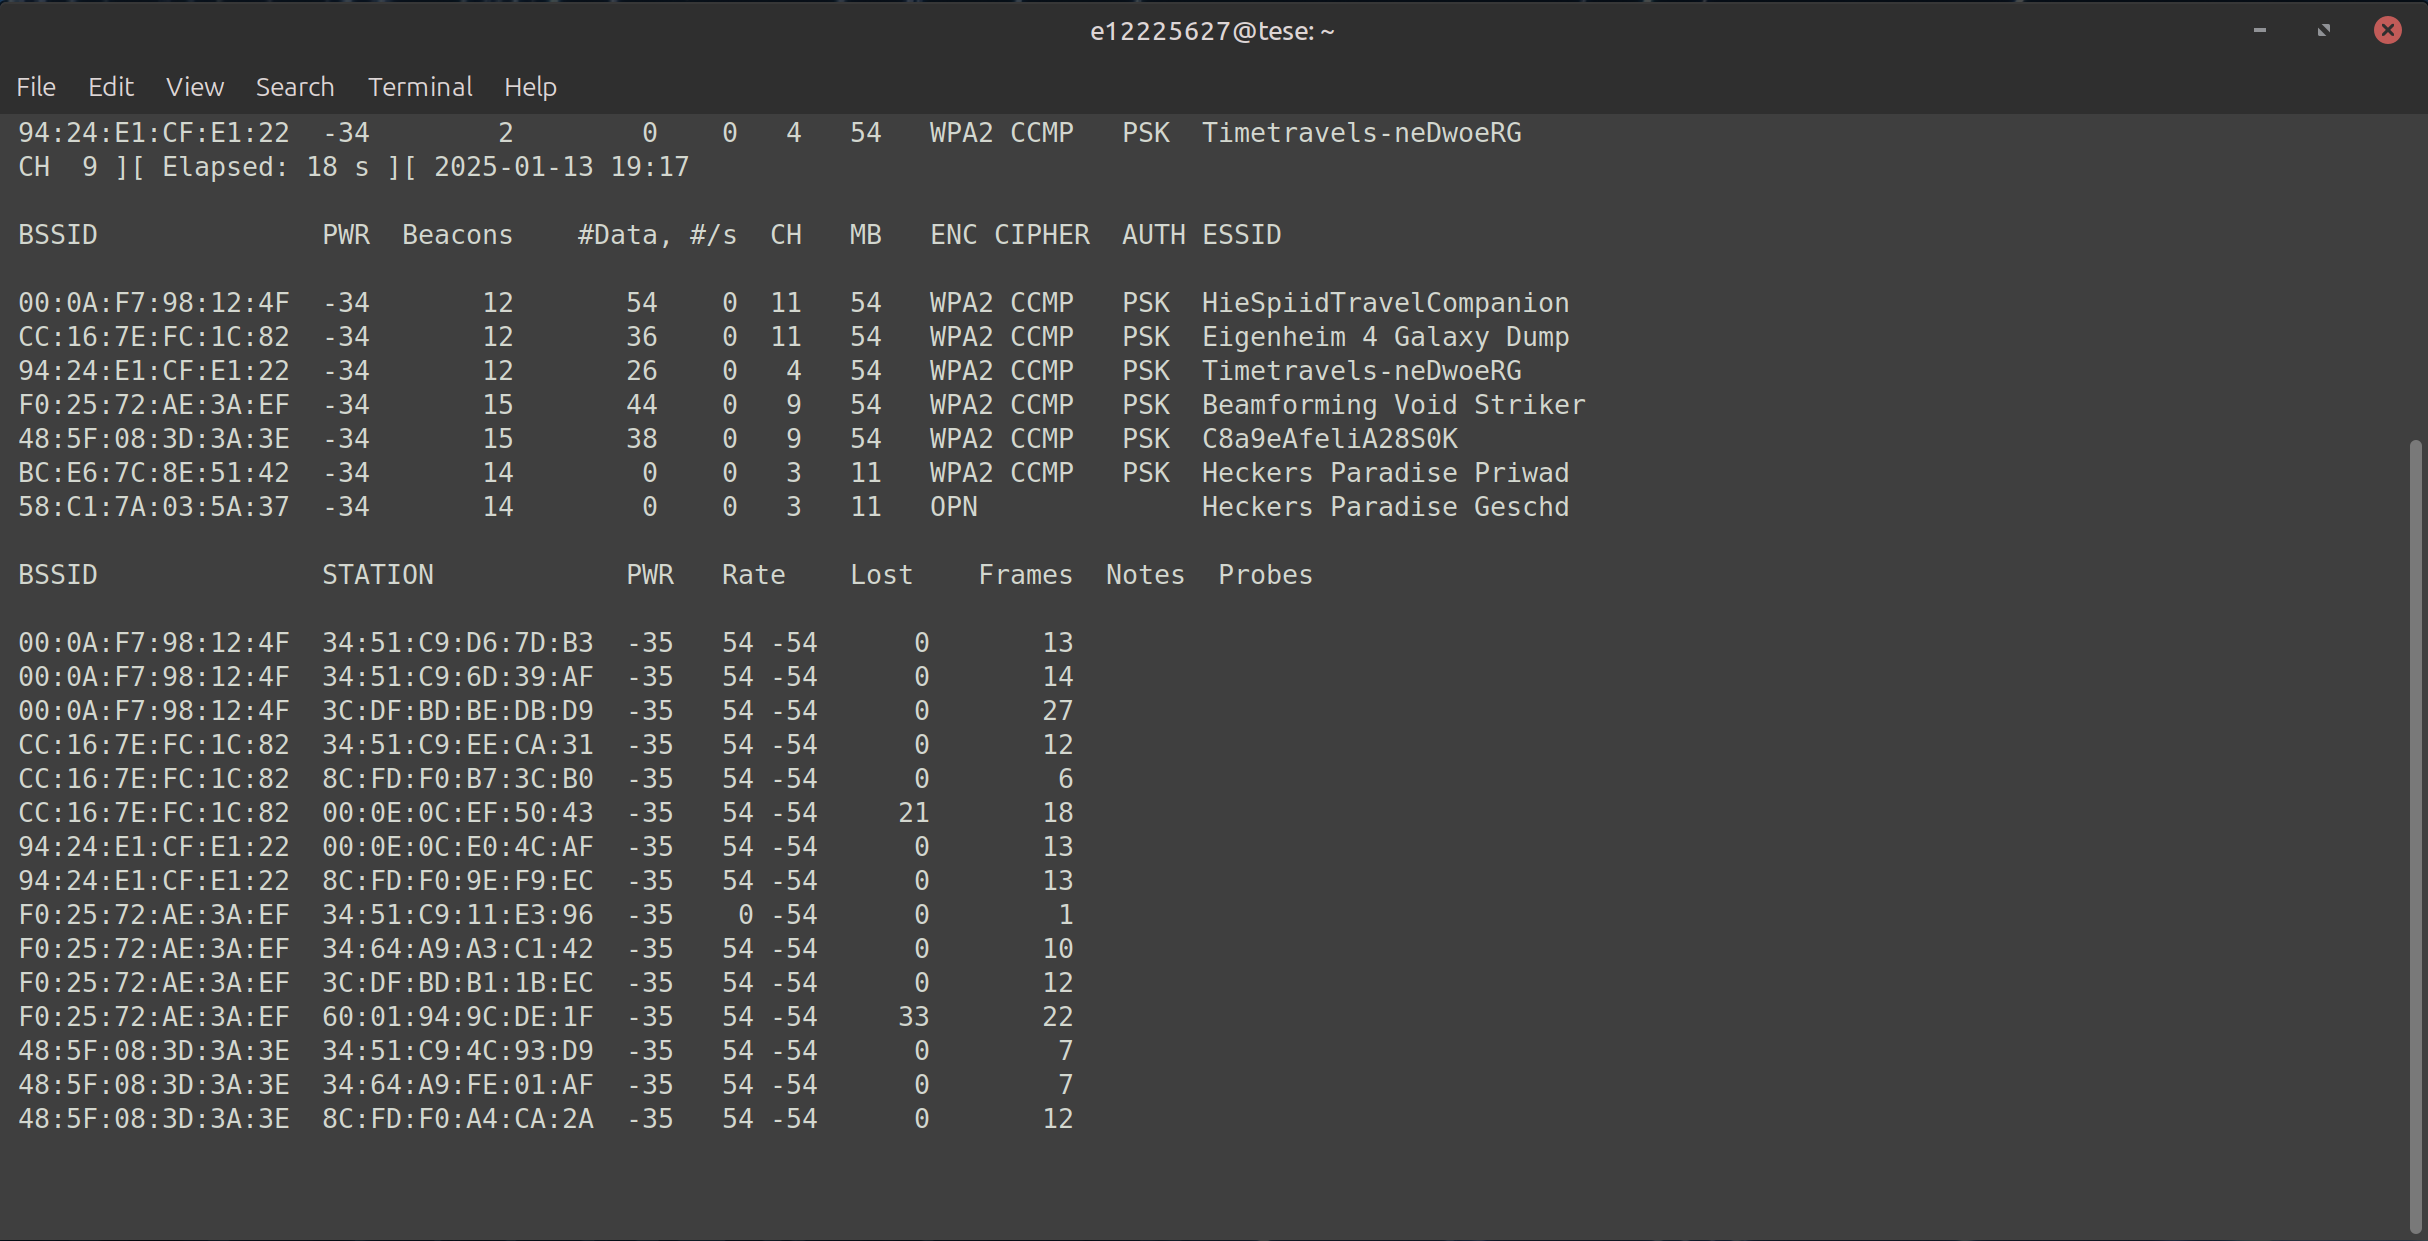 e12225627@tese: ~
File Edit View Search Terminal Help
94:24:E1:CF:E1:22  -34        2        0    0   4   54   WPA2 CCMP   PSK  Timetravels-neDwoeRG
CH  9 ][ Elapsed: 18 s ][ 2025-01-13 19:17
BSSID              PWR  Beacons    #Data, #/s  CH   MB   ENC CIPHER  AUTH ESSID
00:0A:F7:98:12:4F  -34       12       54    0  11   54   WPA2 CCMP   PSK  HieSpiidTravelCompanion
CC:16:7E:FC:1C:82  -34       12       36    0  11   54   WPA2 CCMP   PSK  Eigenheim 4 Galaxy Dump
94:24:E1:CF:E1:22  -34       12       26    0   4   54   WPA2 CCMP   PSK  Timetravels-neDwoeRG
F0:25:72:AE:3A:EF  -34       15       44    0   9   54   WPA2 CCMP   PSK  Beamforming Void Striker
48:5F:08:3D:3A:3E  -34       15       38    0   9   54   WPA2 CCMP   PSK  C8a9eAfeliA28S0K
BC:E6:7C:8E:51:42  -34       14        0    0   3   11   WPA2 CCMP   PSK  Heckers Paradise Priwad
58:C1:7A:03:5A:37  -34       14        0    0   3   11   OPN              Heckers Paradise Geschd
BSSID              STATION            PWR   Rate    Lost    Frames  Notes  Probes
00:0A:F7:98:12:4F  34:51:C9:D6:7D:B3  -35   54 -54      0       13
00:0A:F7:98:12:4F  34:51:C9:6D:39:AF  -35   54 -54      0       14
00:0A:F7:98:12:4F  3C:DF:BD:BE:DB:D9  -35   54 -54      0       27
CC:16:7E:FC:1C:82  34:51:C9:EE:CA:31  -35   54 -54      0       12
CC:16:7E:FC:1C:82  8C:FD:F0:B7:3C:B0  -35   54 -54      0        6
CC:16:7E:FC:1C:82  00:0E:0C:EF:50:43  -35   54 -54     21       18
94:24:E1:CF:E1:22  00:0E:0C:E0:4C:AF  -35   54 -54      0       13
94:24:E1:CF:E1:22  8C:FD:F0:9E:F9:EC  -35   54 -54      0       13
F0:25:72:AE:3A:EF  34:51:C9:11:E3:96  -35    0 -54      0        1
F0:25:72:AE:3A:EF  34:64:A9:A3:C1:42  -35   54 -54      0       10
F0:25:72:AE:3A:EF  3C:DF:BD:B1:1B:EC  -35   54 -54      0       12
F0:25:72:AE:3A:EF  60:01:94:9C:DE:1F  -35   54 -54     33       22
48:5F:08:3D:3A:3E  34:51:C9:4C:93:D9  -35   54 -54      0        7
48:5F:08:3D:3A:3E  34:64:A9:FE:01:AF  -35   54 -54      0        7
48:5F:08:3D:3A:3E  8C:FD:F0:A4:CA:2A  -35   54 -54      0       12